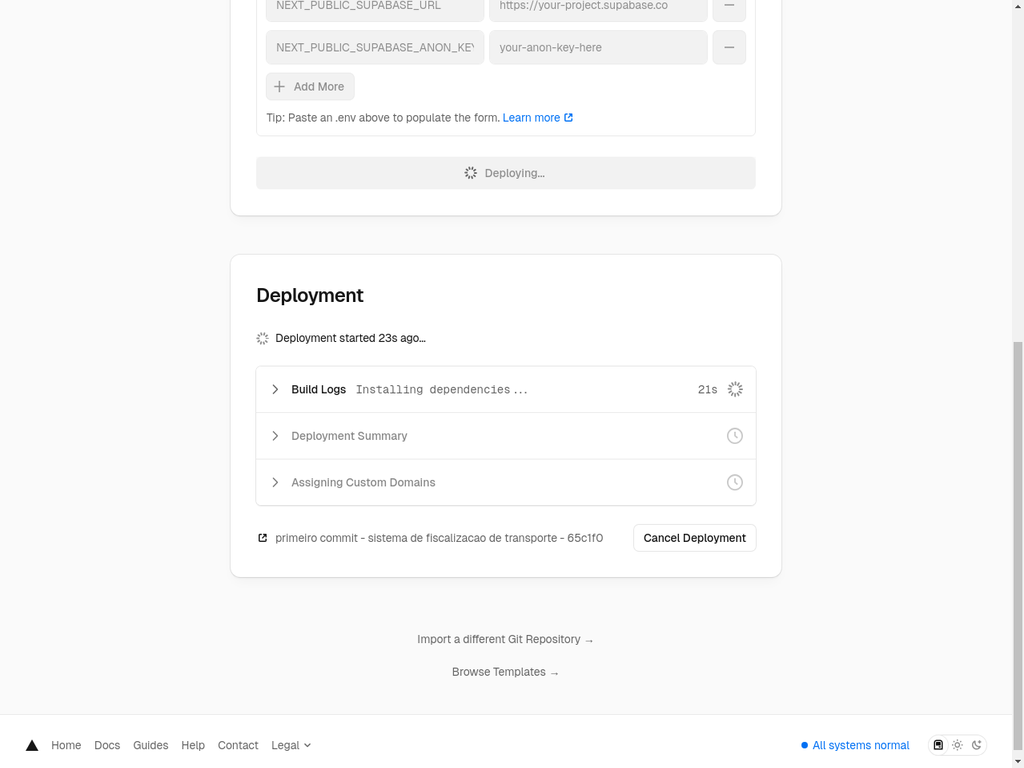 NEXT_PUBLIC_SUPABASE_URL https://your-project.supabase.co
NEXT_PUBLIC_SUPABASE_ANON_KEY your-anon-key-here
Add More
Tip: Paste an .env above to populate the form. Learn more
Deploying...
Deployment
Deployment started 23s ago...
Build Logs Installing dependencies... 21s
Deployment Summary
Assigning Custom Domains
primeiro commit - sistema de fiscalizacao de transporte - 65c1f0 Cancel Deployment
Import a different Git Repository →
Browse Templates →
Home Docs Guides Help Contact Legal All systems normal